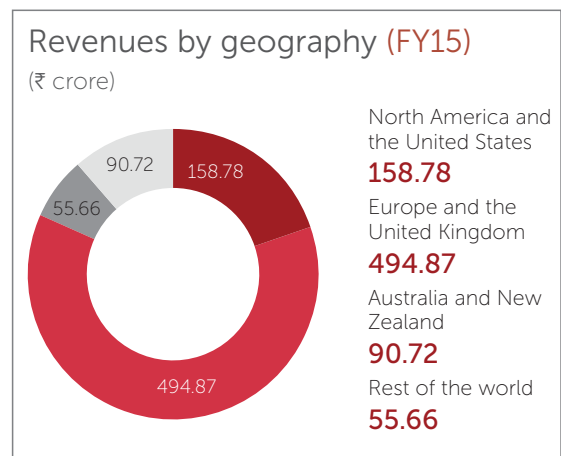 Revenues by geography (FY15)
(₹ crore)
90.72
158.78
55.66
494.87
North America and
the United States
158.78
Europe and the
United Kingdom
494.87
Australia and New
Zealand
90.72
Rest of the world
55.66